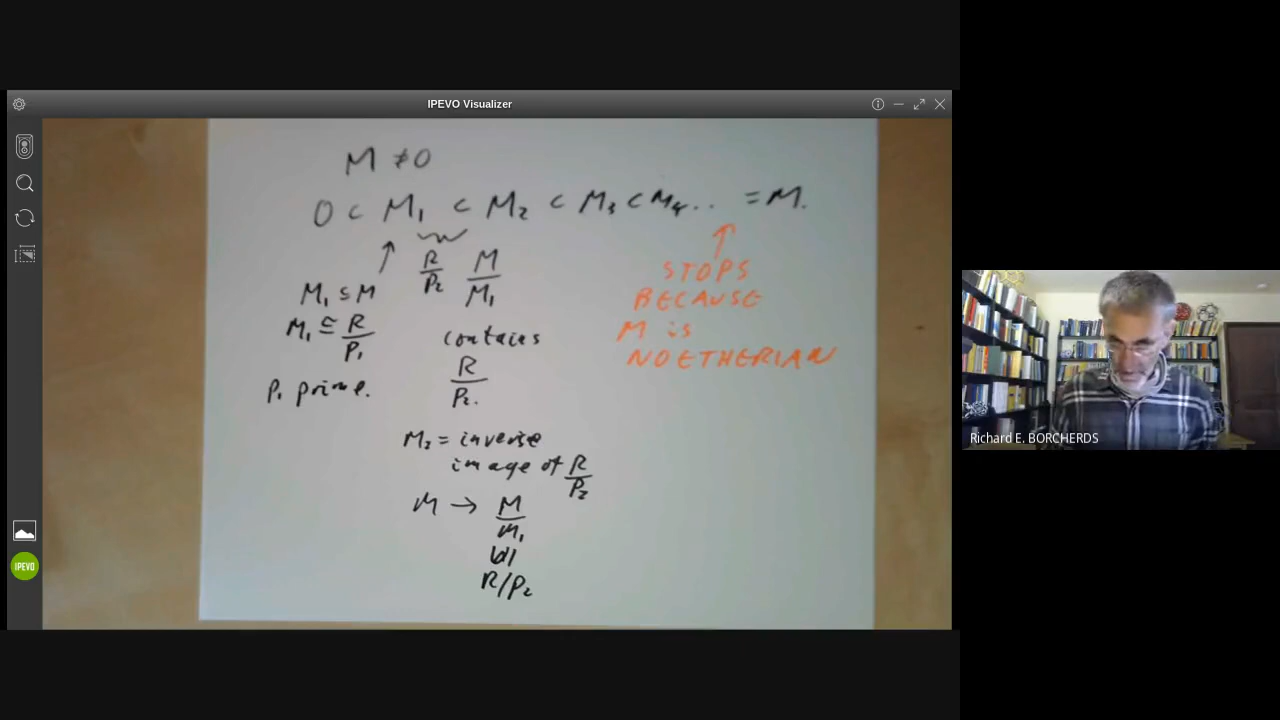 IPEVO Visualizer
M ≠ 0
0 ⊂ M₁ ⊂ M₂ ⊂ M₃ ⊂ M₄ .. = M.
R/P₂ M/M₁
M₁ ⊆ M
M₁ ≅ R/P₁
P₁ prime.
contains
R/P₂.
STOPS
BECAUSE
M is
NOETHERIAN
M₂ = inverse
image of R/P₂
M → M/M₁
∪|
R/P₂
IPEVO
Richard E. BORCHERDS